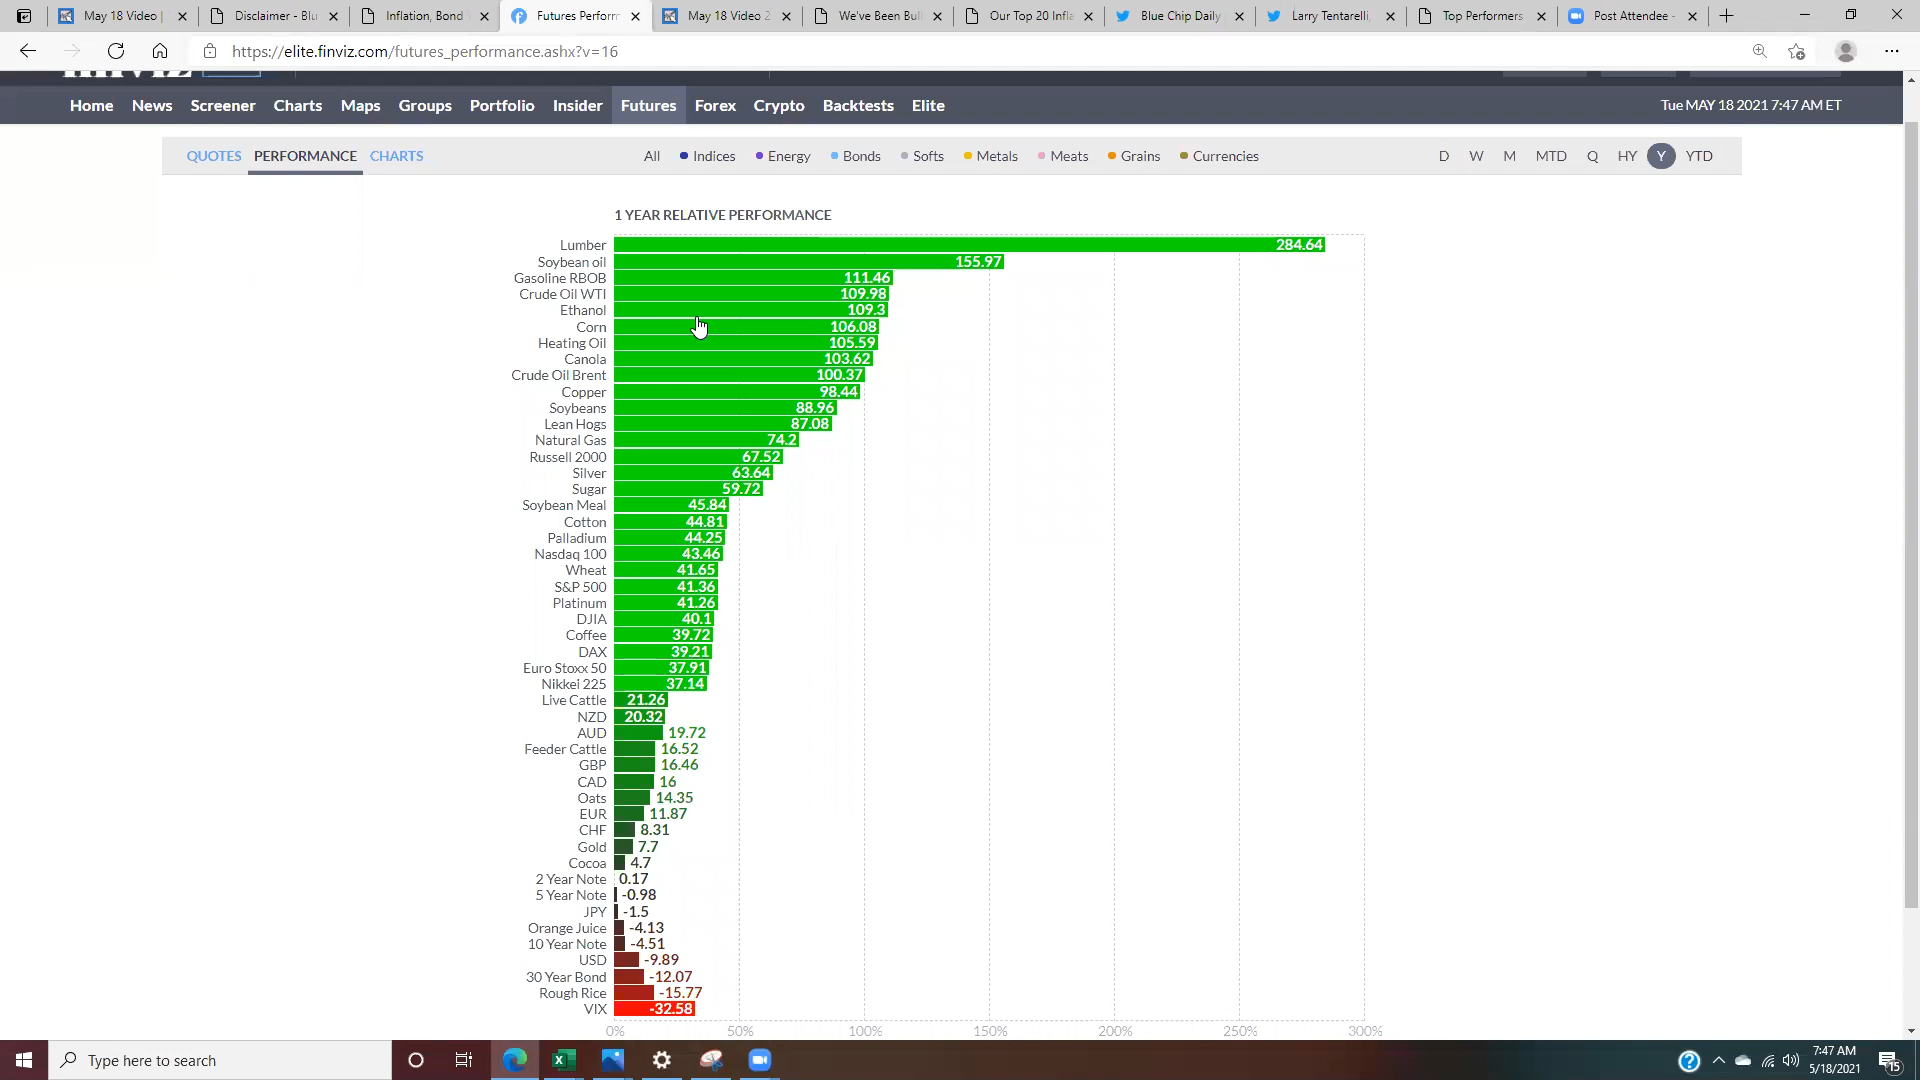 May 18 Video |
Disclaimer - Blu
Inflation, Bond
Futures Perform
May 18 Video 2
We've Been Bul
Our Top 20 Infla
Blue Chip Daily
Larry Tentarelli,
Top Performers
Post Attendee -
https://elite.finviz.com/futures_performance.ashx?v=16
Home News Screener Charts Maps Groups Portfolio Insider Futures Forex Crypto Backtests Elite Tue MAY 18 2021 7:47 AM ET
QUOTES PERFORMANCE CHARTS All Indices Energy Bonds Softs Metals Meats Grains Currencies D W M MTD Q HY Y YTD
1 YEAR RELATIVE PERFORMANCE
Lumber 284.64
Soybean oil 155.97
Gasoline RBOB 111.46
Crude Oil WTI 109.98
Ethanol 109.3
Corn 106.08
Heating Oil 105.59
Canola 103.62
Crude Oil Brent 100.37
Copper 98.44
Soybeans 88.96
Lean Hogs 87.08
Natural Gas 74.2
Russell 2000 67.52
Silver 63.64
Sugar 59.72
Soybean Meal 45.84
Cotton 44.81
Palladium 44.25
Nasdaq 100 43.46
Wheat 41.65
S&P 500 41.36
Platinum 41.26
DJIA 40.1
Coffee 39.72
DAX 39.21
Euro Stoxx 50 37.91
Nikkei 225 37.14
Live Cattle 21.26
NZD 20.32
AUD 19.72
Feeder Cattle 16.52
GBP 16.46
CAD 16
Oats 14.35
EUR 11.87
CHF 8.31
Gold 7.7
Cocoa 4.7
2 Year Note 0.17
5 Year Note -0.98
JPY -1.5
Orange Juice -4.13
10 Year Note -4.51
USD -9.89
30 Year Bond -12.07
Rough Rice -15.77
VIX -32.58
0% 50% 100% 150% 200% 250% 300%
Type here to search
7:47 AM
5/18/2021
15